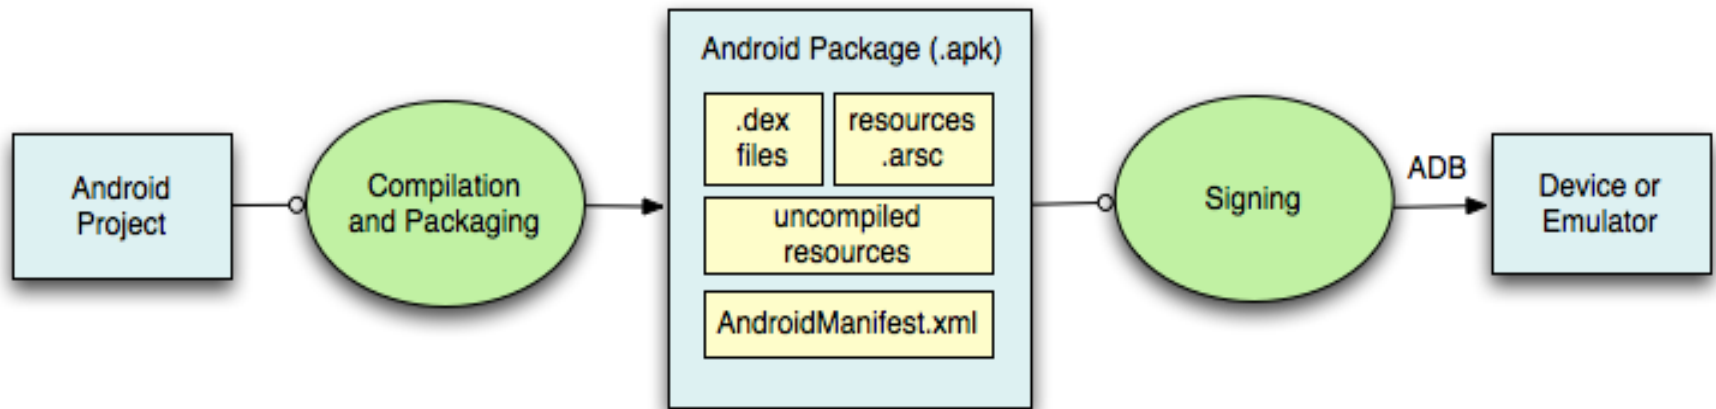 Android
Project
Compilation
and Packaging
Android Package (.apk)
.dex
files
resources
.arsc
uncompiled
resources
AndroidManifest.xml
Signing
ADB
Device or
Emulator